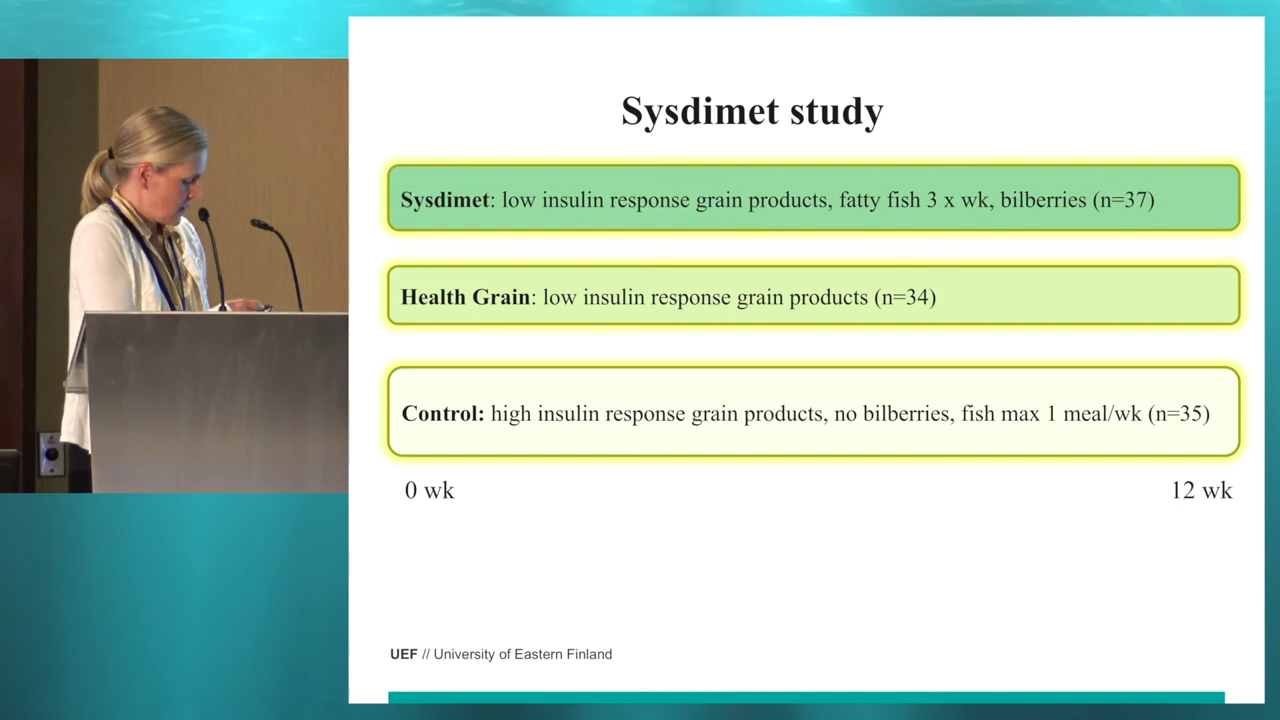 Sysdimet study
Sysdimet: low insulin response grain products, fatty fish 3 x wk, bilberries (n=37)
Health Grain: low insulin response grain products (n=34)
Control: high insulin response grain products, no bilberries, fish max 1 meal/wk (n=35)
0 wk 12 wk
UEF // University of Eastern Finland